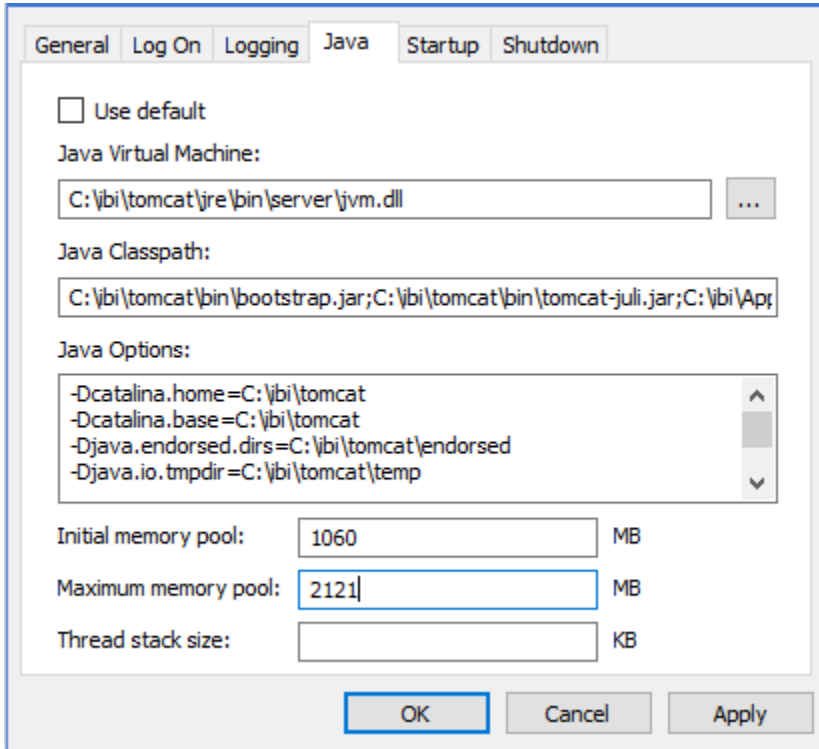 General Log On Logging Java Startup Shutdown
Use default
Java Virtual Machine:
C:\ibi\tomcat\jre\bin\server\jvm.dll
...
Java Classpath:
C:\ibi\tomcat\bin\bootstrap.jar;C:\ibi\tomcat\bin\tomcat-juli.jar;C:\ibi\App
Java Options:
-Dcatalina.home=C:\ibi\tomcat
-Dcatalina.base=C:\ibi\tomcat
-Djava.endorsed.dirs=C:\ibi\tomcat\endorsed
-Djava.io.tmpdir=C:\ibi\tomcat\temp
Initial memory pool: 1060 MB
Maximum memory pool: 2121 MB
Thread stack size: KB
OK Cancel Apply